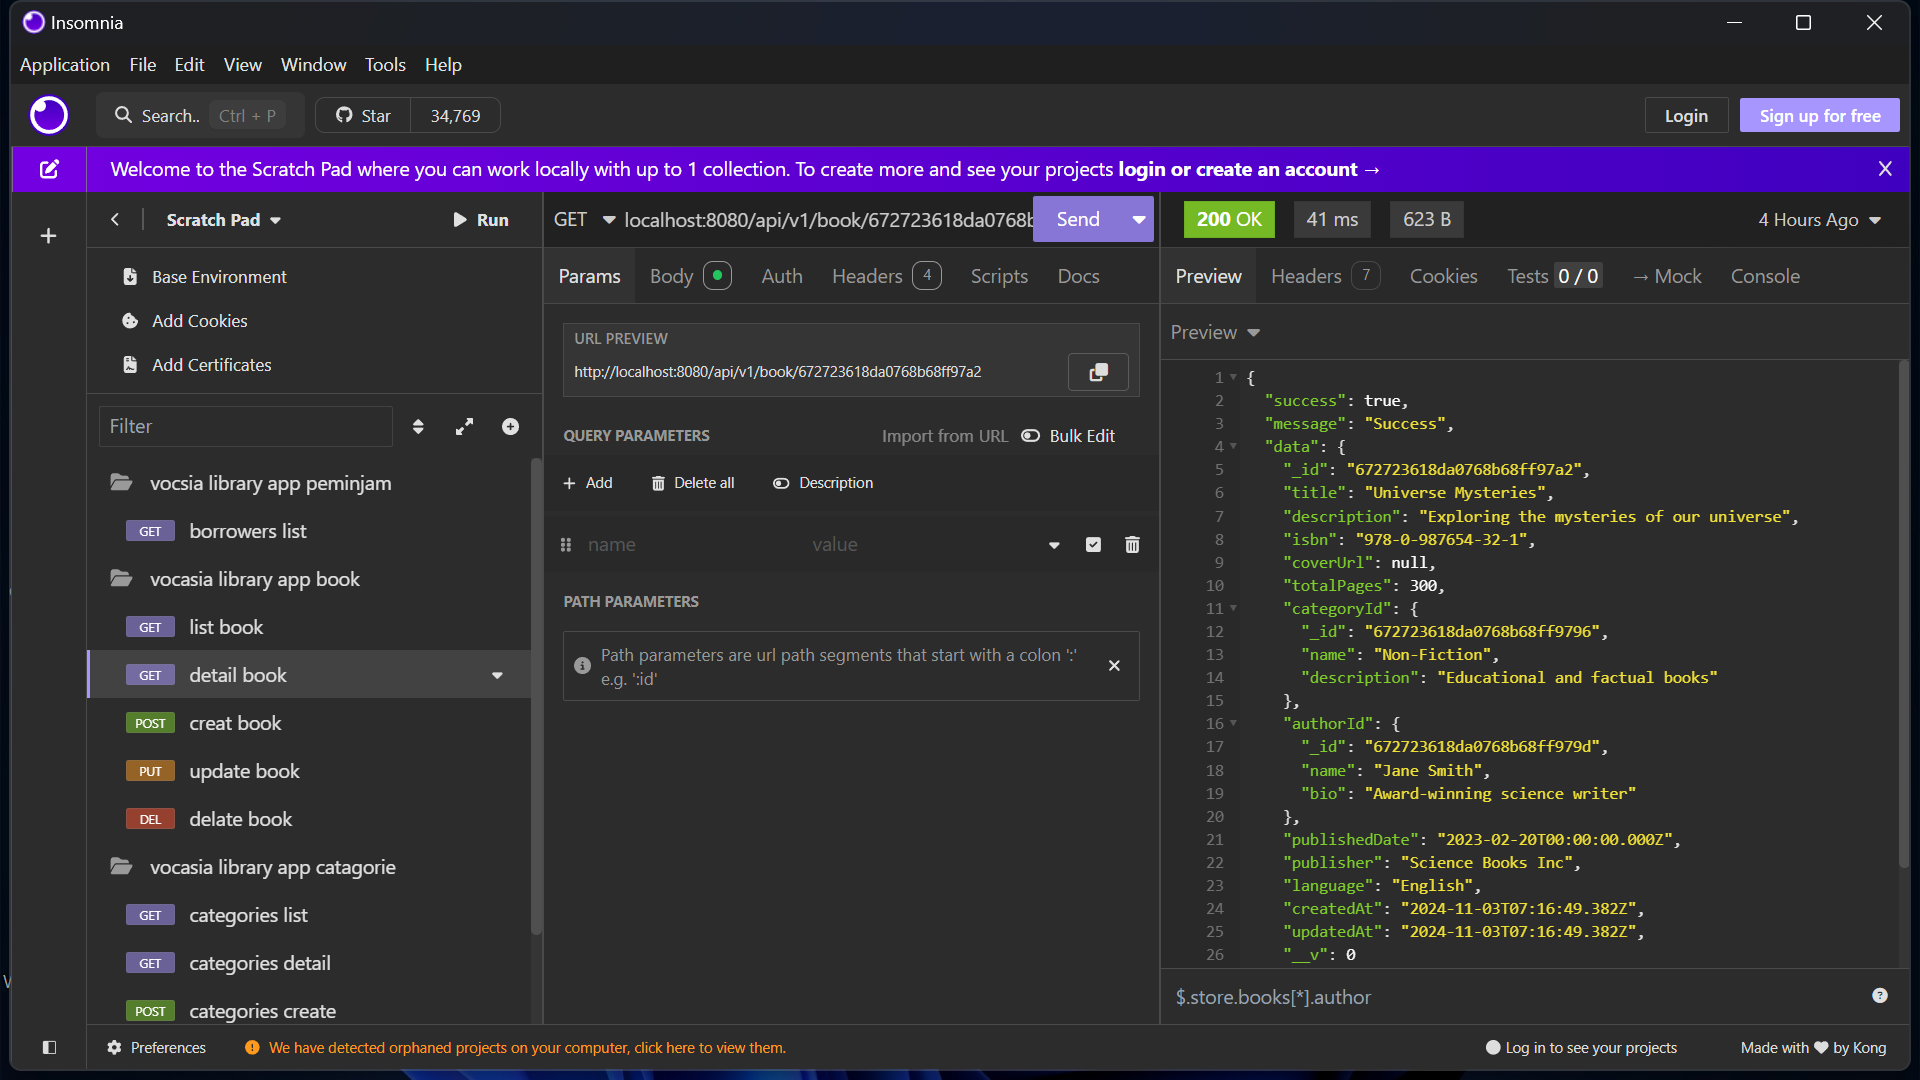 Insomnia
Application File Edit View Window Tools Help
Search.. Ctrl + P Star 34,769 Login Sign up for free
Welcome to the Scratch Pad where you can work locally with up to 1 collection. To create more and see your projects login or create an account →
Scratch Pad Run
Base Environment
Add Cookies
Add Certificates
Filter
vocsia library app peminjam
GET borrowers list
vocasia library app book
GET list book
GET detail book
POST creat book
PUT update book
DEL delate book
vocasia library app catagorie
GET categories list
GET categories detail
POST categories create
GET localhost:8080/api/v1/book/672723618da0768b Send
Params Body Auth Headers 4 Scripts Docs
URL PREVIEW
http://localhost:8080/api/v1/book/672723618da0768b68ff97a2
QUERY PARAMETERS Import from URL Bulk Edit
+ Add Delete all Description
name value
PATH PARAMETERS
Path parameters are url path segments that start with a colon ':'
e.g. ':id'
200 OK 41 ms 623 B 4 Hours Ago
Preview Headers 7 Cookies Tests 0 / 0 → Mock Console
Preview
1 {
2 "success": true,
3 "message": "Success",
4 "data": {
5 "_id": "672723618da0768b68ff97a2",
6 "title": "Universe Mysteries",
7 "description": "Exploring the mysteries of our universe",
8 "isbn": "978-0-987654-32-1",
9 "coverUrl": null,
10 "totalPages": 300,
11 "categoryId": {
12 "_id": "672723618da0768b68ff9796",
13 "name": "Non-Fiction",
14 "description": "Educational and factual books"
15 },
16 "authorId": {
17 "_id": "672723618da0768b68ff979d",
18 "name": "Jane Smith",
19 "bio": "Award-winning science writer"
20 },
21 "publishedDate": "2023-02-20T00:00:00.000Z",
22 "publisher": "Science Books Inc",
23 "language": "English",
24 "createdAt": "2024-11-03T07:16:49.382Z",
25 "updatedAt": "2024-11-03T07:16:49.382Z",
26 "__v": 0
$.store.books[*].author
Preferences We have detected orphaned projects on your computer, click here to view them. Log in to see your projects Made with ♥ by Kong